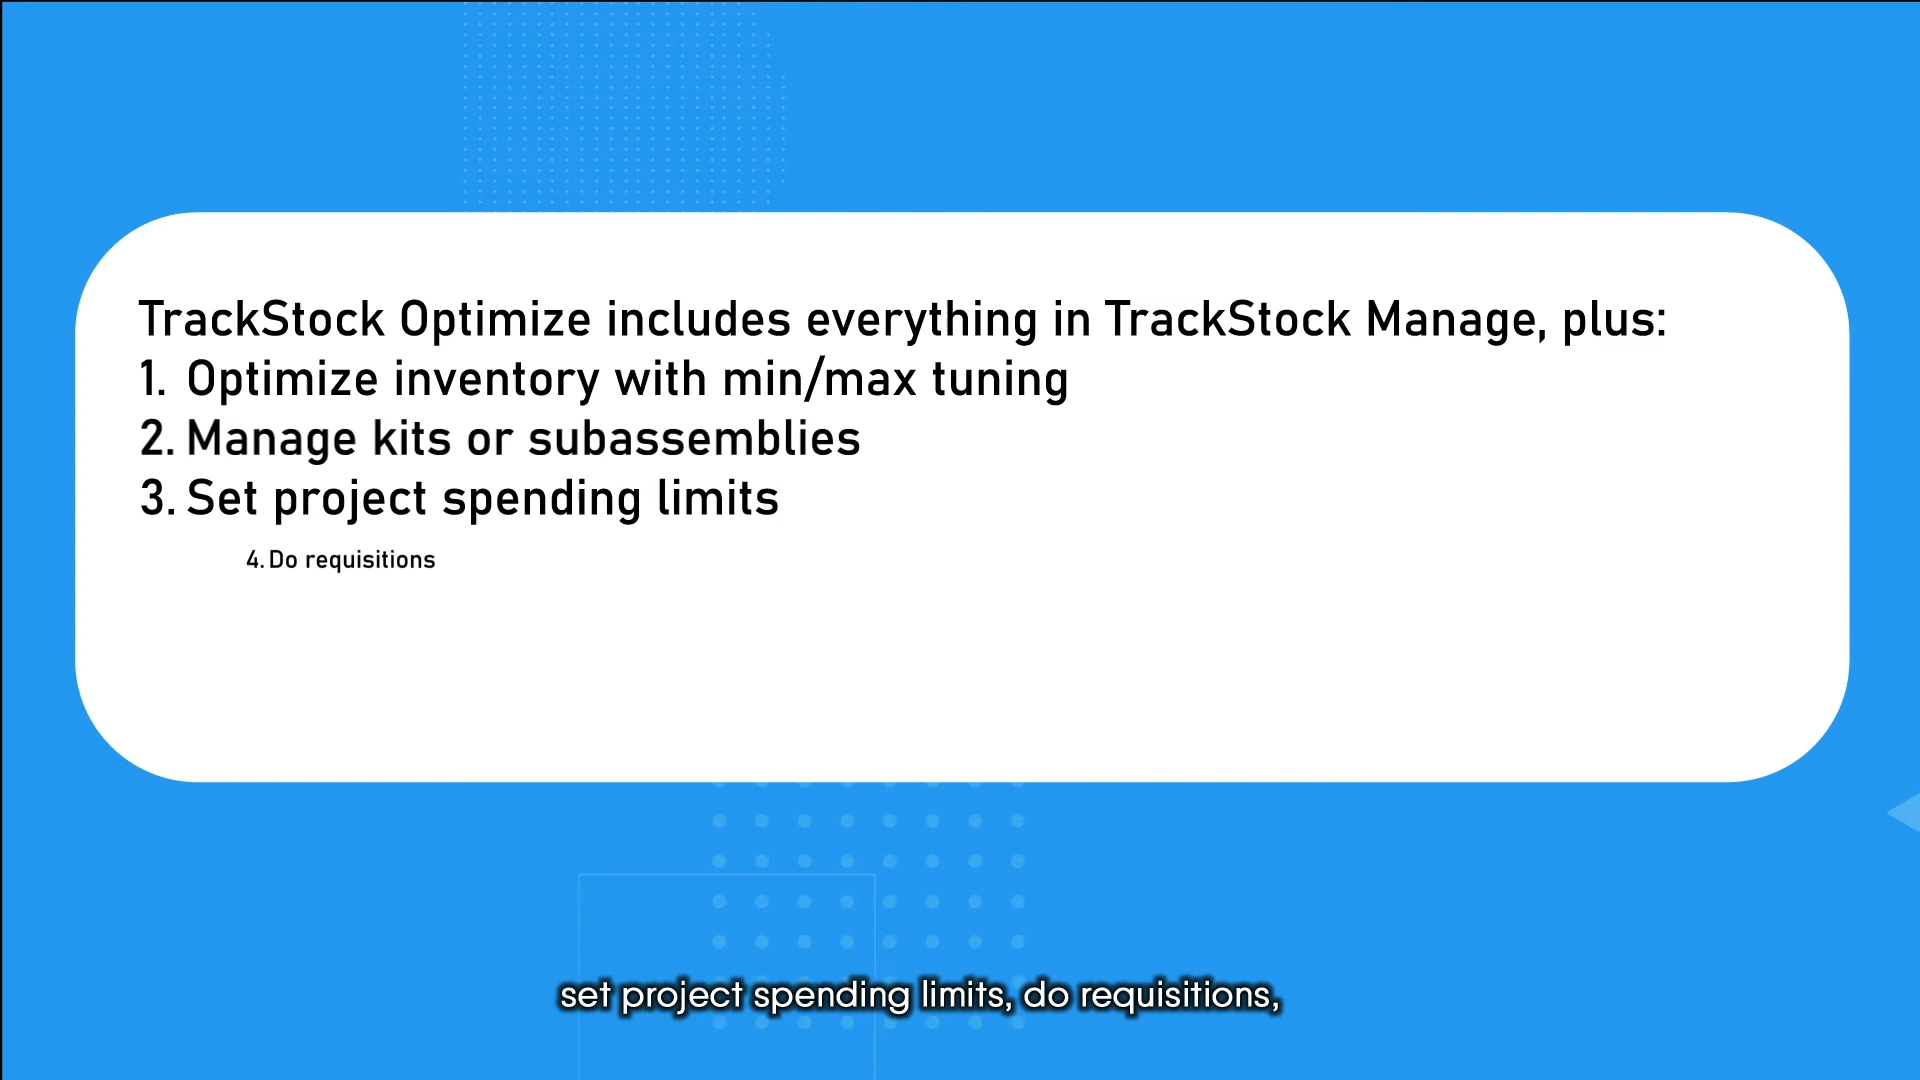 TrackStock Optimize includes everything in TrackStock Manage, plus:
1. Optimize inventory with min/max tuning
2. Manage kits or subassemblies
3. Set project spending limits
4. Do requisitions
set project spending limits, do requisitions,